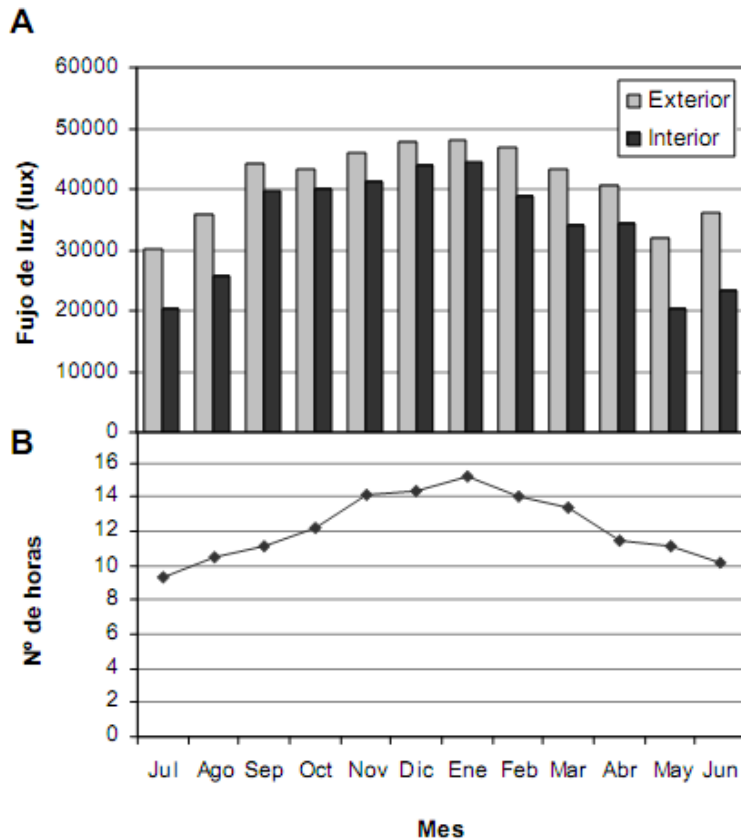 A
60000
50000
40000
30000
20000
10000
0
Fujo de luz (lux)
Exterior
Interior
B
16
14
12
10
8
6
4
2
0
Nº de horas
Jul Ago Sep Oct Nov Dic Ene Feb Mar Abr May Jun
Mes